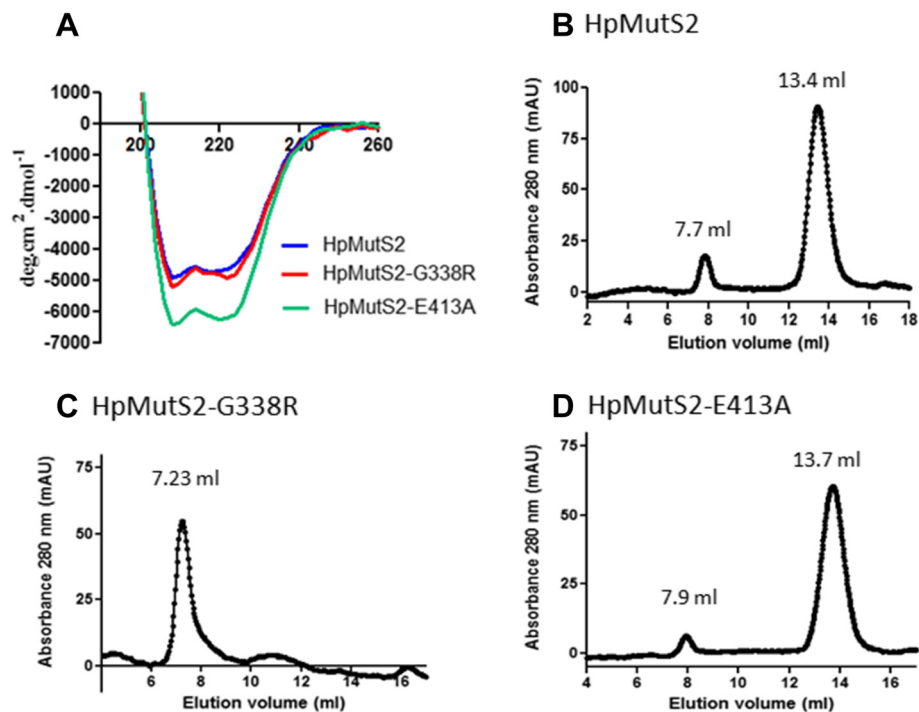 A
1000
0
-1000
-2000
-3000
-4000
-5000
-6000
-7000
200
220
240
260
deg.cm2.dmol-1
HpMutS2
HpMutS2-G338R
HpMutS2-E413A
B HpMutS2
100
75
50
25
0
2 4 6 8 10 12 14 16 18
7.7 ml
13.4 ml
Absorbance 280 nm (mAU)
Elution volume (ml)
C HpMutS2-G338R
75
50
25
0
6 8 10 12 14 16
7.23 ml
Absorbance 280 nm (mAU)
Elution volume (ml)
D HpMutS2-E413A
75
50
25
0
4 6 8 10 12 14 16
7.9 ml
13.7 ml
Absorbance 280 nm (mAU)
Elution volume (ml)